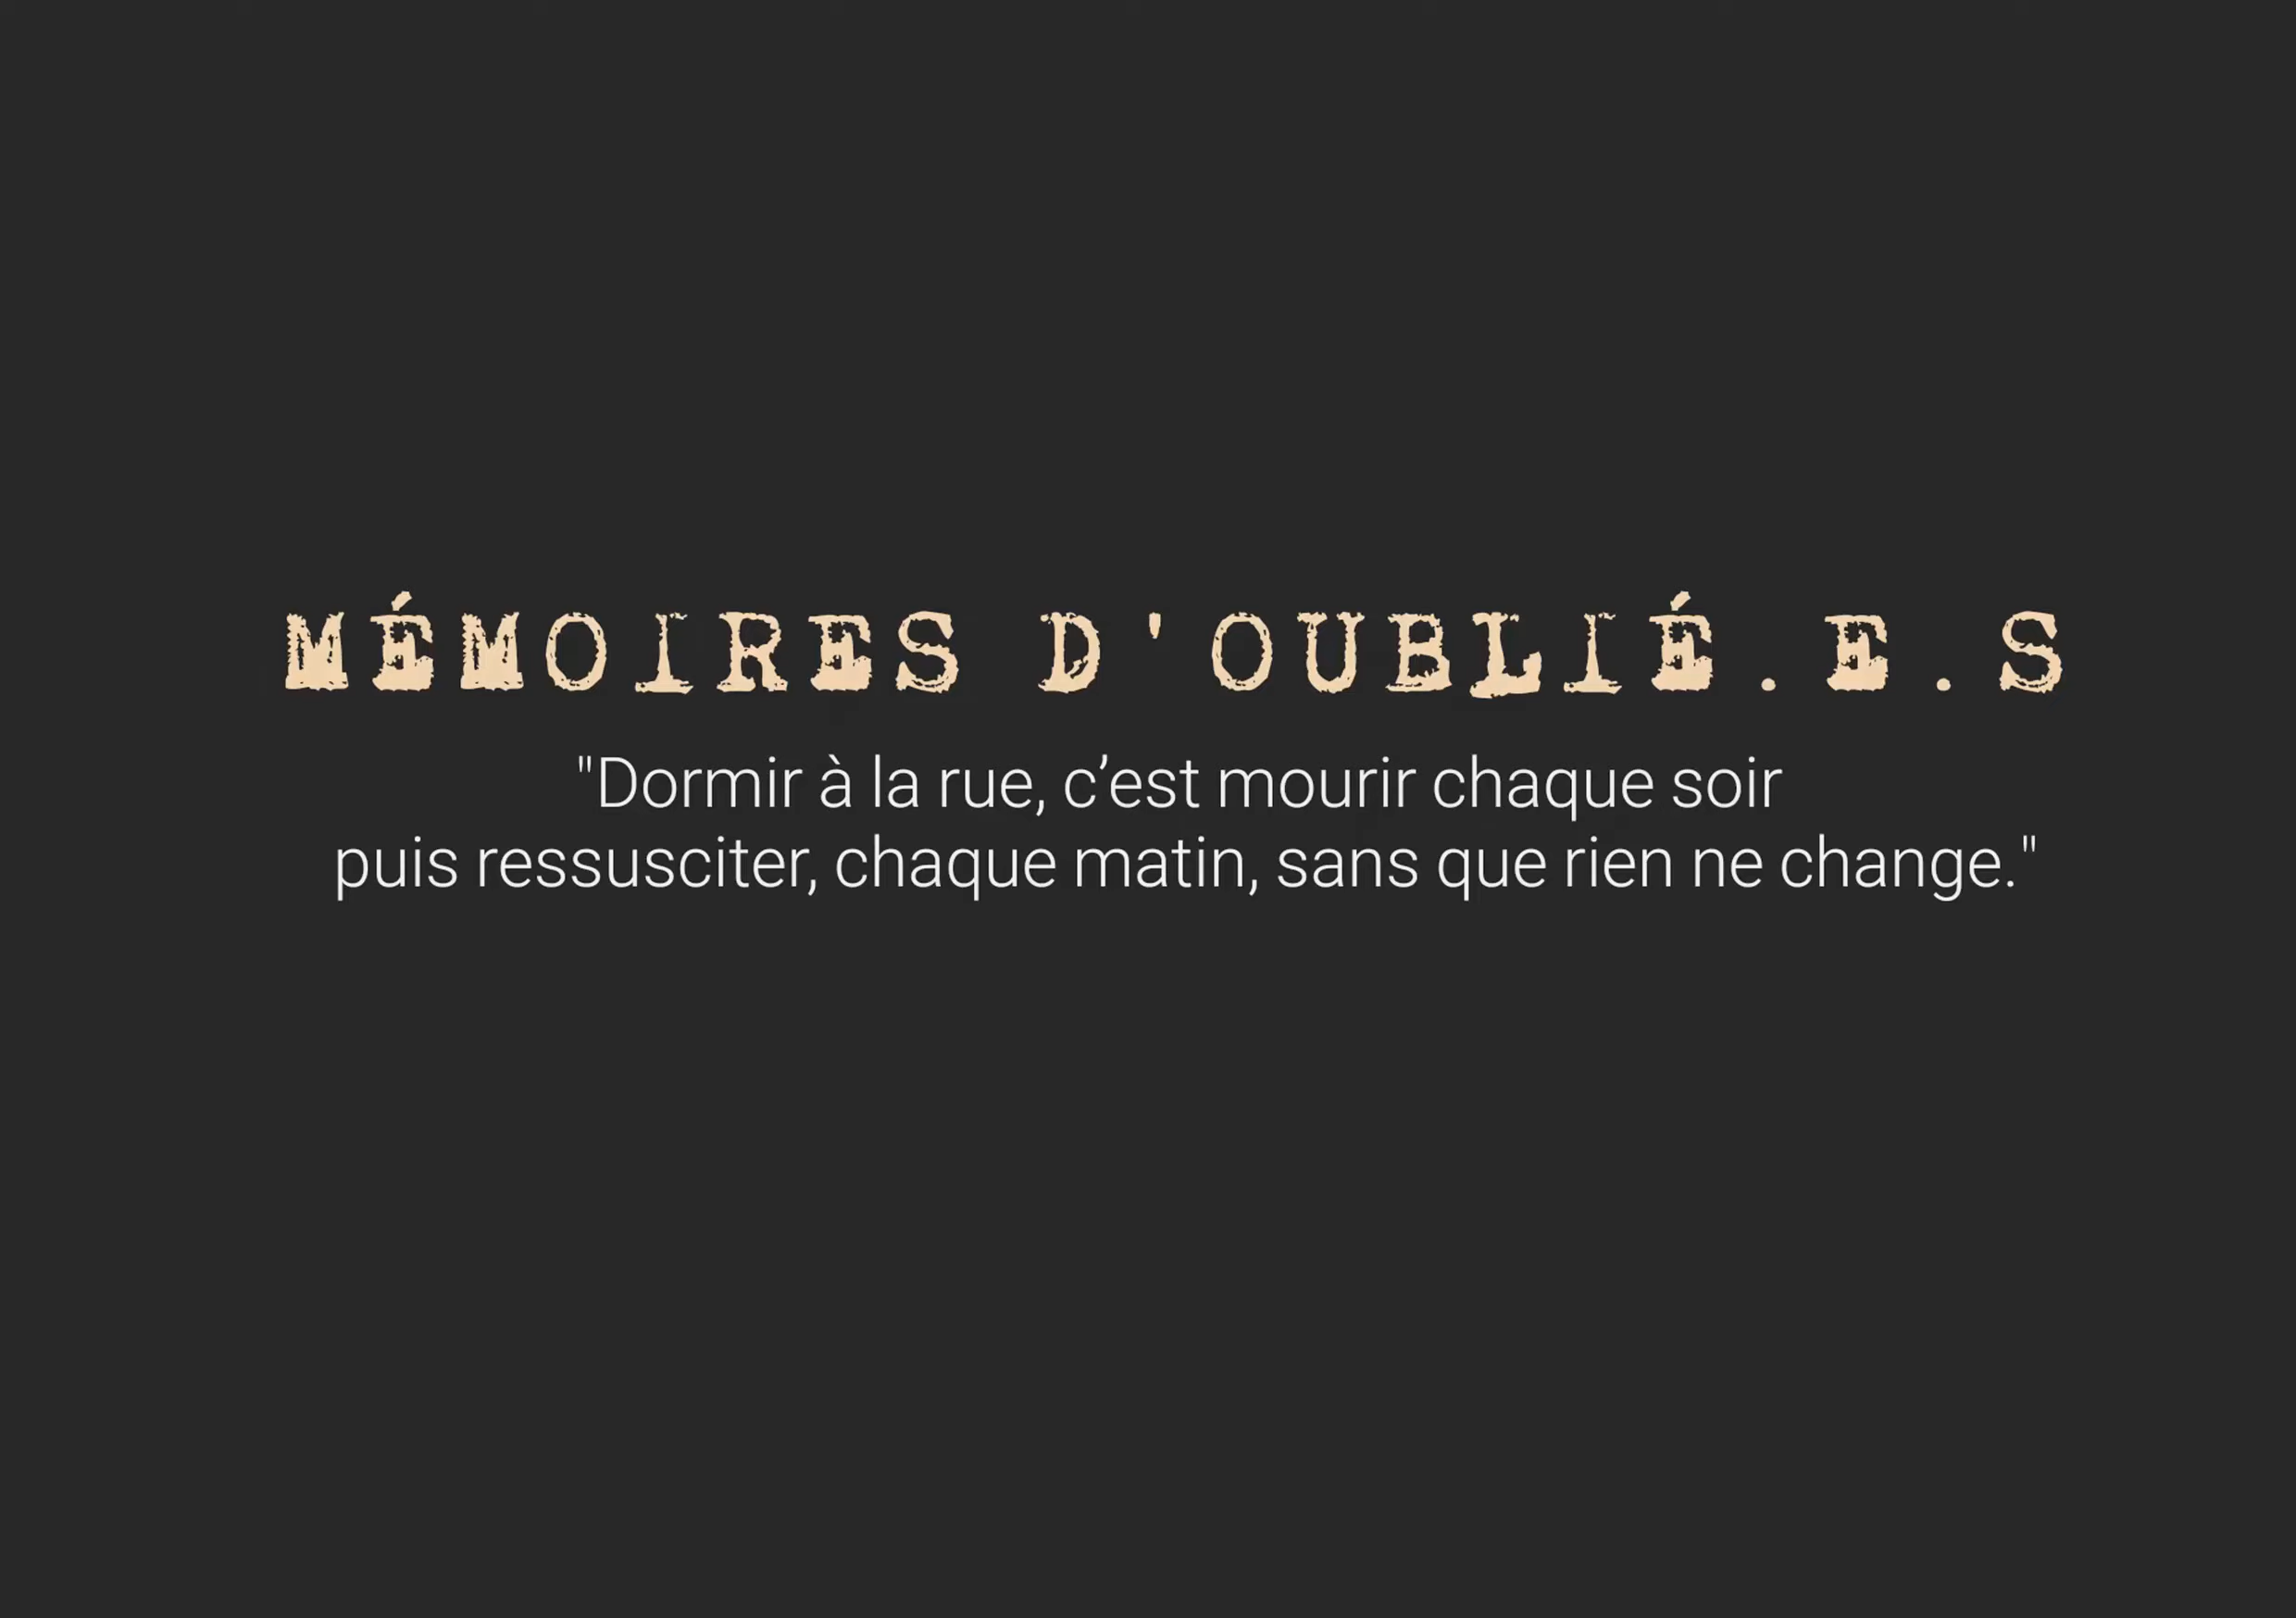 MÉMOIRES D'OUBLIÉ.E.S
"Dormir à la rue, c’est mourir chaque soir
puis ressusciter, chaque matin, sans que rien ne change."